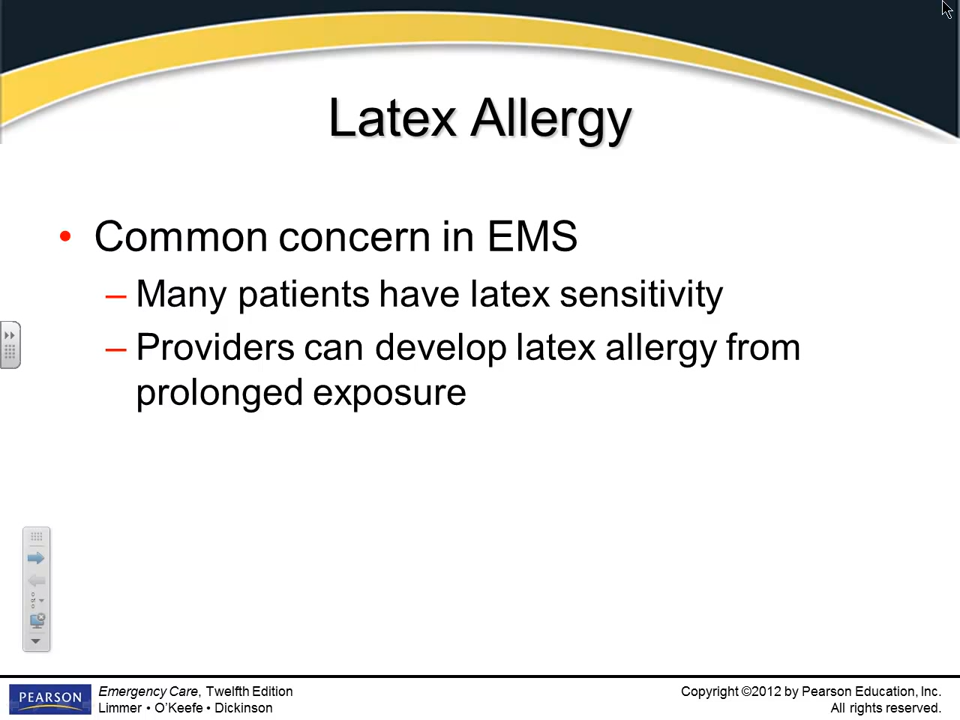 Latex Allergy
• Common concern in EMS
– Many patients have latex sensitivity
– Providers can develop latex allergy from
prolonged exposure
PEARSON
Emergency Care, Twelfth Edition
Limmer • O'Keefe • Dickinson
Copyright ©2012 by Pearson Education, Inc.
All rights reserved.